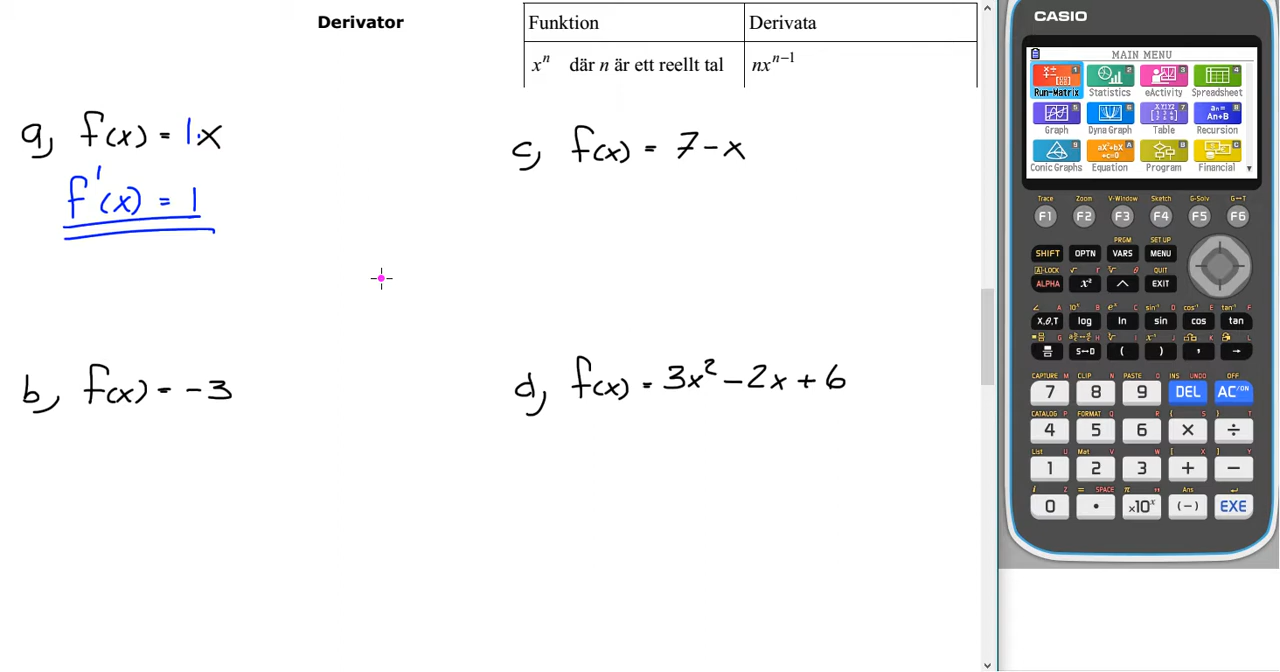 Derivator
Funktion Derivata
xⁿ där n är ett reellt tal nxⁿ⁻¹
a, f(x) = 1·x
f'(x) = 1
b, f(x) = -3
c, f(x) = 7 - x
d, f(x) = 3x² - 2x + 6
CASIO
MAIN MENU
Run-Matrix Statistics eActivity Spreadsheet
Graph Dyna Graph Table Recursion
Conic Graphs Equation Program Financial
Trace Zoom V-Window Sketch G-Solv G↔T
F1 F2 F3 F4 F5 F6
PRGM SET UP
SHIFT OPTN VARS MENU
QUIT
ALPHA x² ^ EXIT
X,θ,T log ln sin cos tan
S↔D ( ) , →
CAPTURE M CLIP N PASTE O INS UNDO OFF
7 8 9 DEL AC/ON
CATALOG P FORMAT Q R
4 5 6 × ÷
List U Mat V W X Y
1 2 3 + −
i Z = SPACE π Ans
0 • ×10ˣ (−) EXE